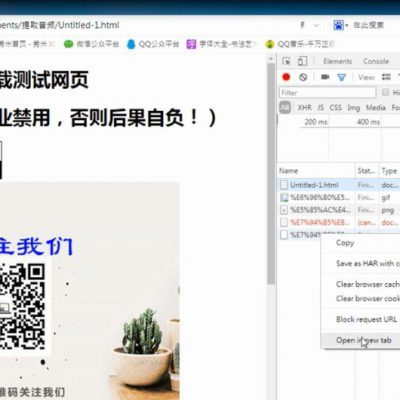 ments/提取音频/Untitled-1.html
在此搜索
秀米首页 - 秀米
微信公众平台
QQ公众平台
字体大全-书法艺
QQ音乐-千万正版
载测试网页
业禁用，否则后果自负！）
Elements
Console
View:
Filter
Hi
All
XHR
JS
CSS
Img
Media
Fo
200 ms
400 ms
Name
Stat...
Type
Untitled-1.html
Fini...
doc...
%E6%96%B0%E5...
Fini...
gif
%E5%85%AC%E4...
Fini...
png
%E7%94%B5%E8...
(can...
doc...
%E7%94%B5
注我们
Copy
Save as HAR with c
Clear browser cach
Clear browser cook
Block request URL
Open in new tab
维码关注我们